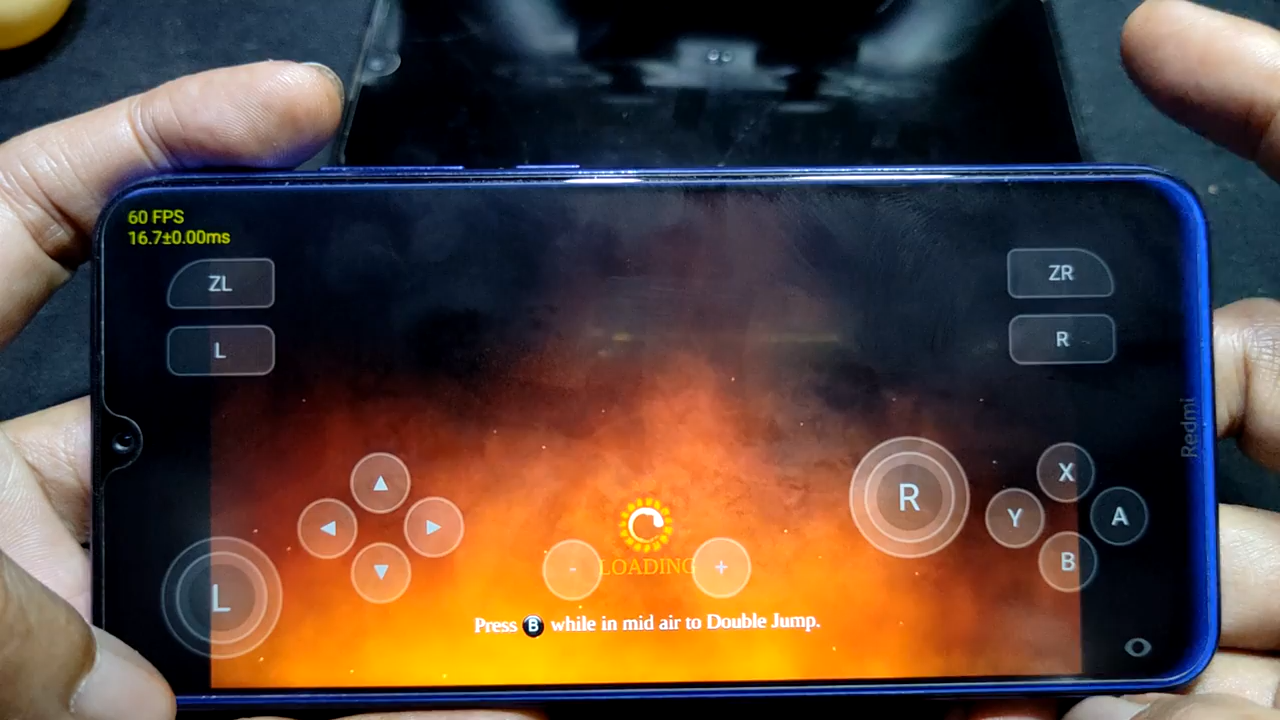 60 FPS
16.7±0.00ms
ZL
ZR
L
R
Redmi
X
R
Y
A
B
L
-
+
LOADING
Press B while in mid air to Double Jump.